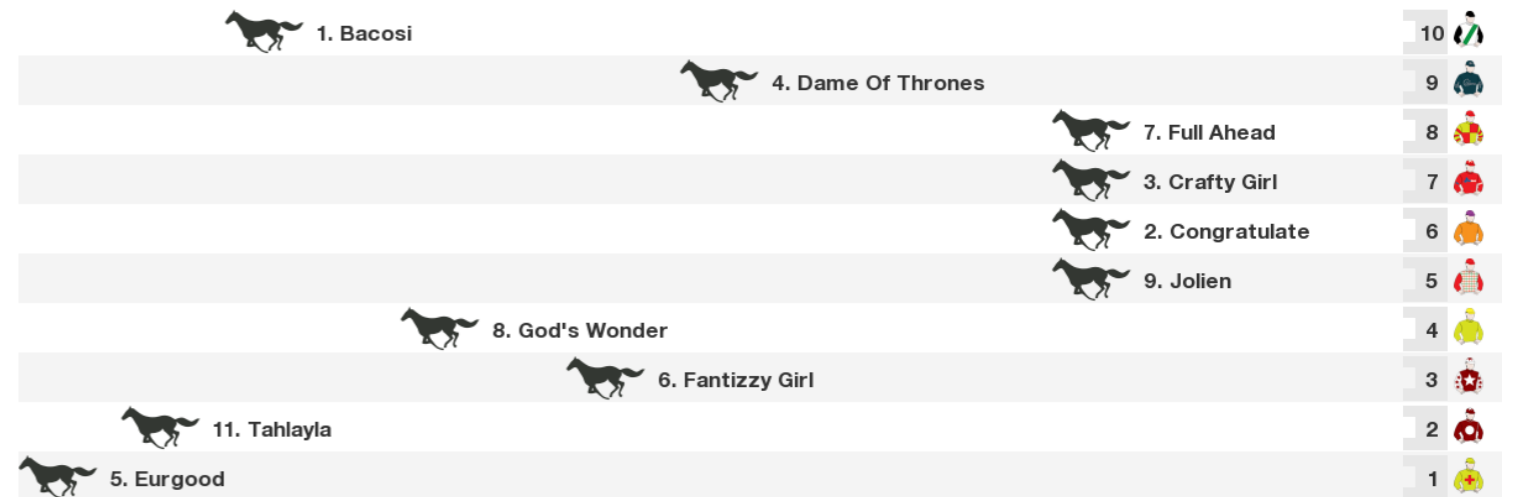 1. Bacosi 10
4. Dame Of Thrones 9
7. Full Ahead 8
3. Crafty Girl 7
2. Congratulate 6
9. Jolien 5
8. God's Wonder 4
6. Fantizzy Girl 3
11. Tahlayla 2
5. Eurgood 1